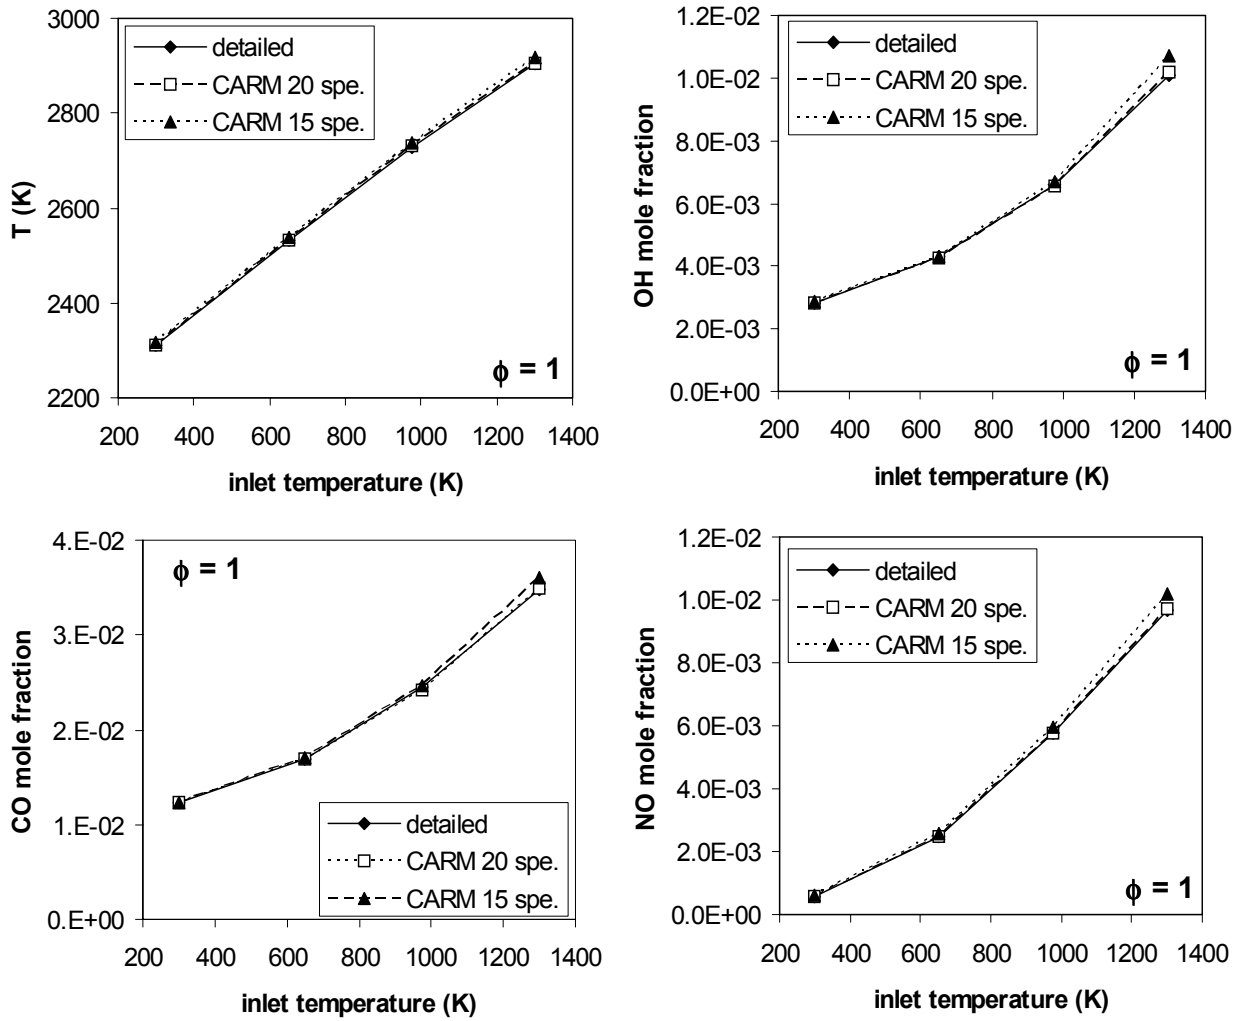 3000
2800
2600
2400
2200
T (K)
detailed
CARM 20 spe.
CARM 15 spe.
ϕ = 1
200 400 600 800 1000 1200 1400
inlet temperature (K)
1.2E-02
1.0E-02
8.0E-03
6.0E-03
4.0E-03
2.0E-03
0.0E+00
OH mole fraction
detailed
CARM 20 spe.
CARM 15 spe.
ϕ = 1
200 400 600 800 1000 1200 1400
inlet temperature (K)
4.E-02
3.E-02
2.E-02
1.E-02
0.E+00
CO mole fraction
ϕ = 1
detailed
CARM 20 spe.
CARM 15 spe.
200 400 600 800 1000 1200 1400
inlet temperature (K)
1.2E-02
1.0E-02
8.0E-03
6.0E-03
4.0E-03
2.0E-03
0.0E+00
NO mole fraction
detailed
CARM 20 spe.
CARM 15 spe.
ϕ = 1
200 400 600 800 1000 1200 1400
inlet temperature (K)